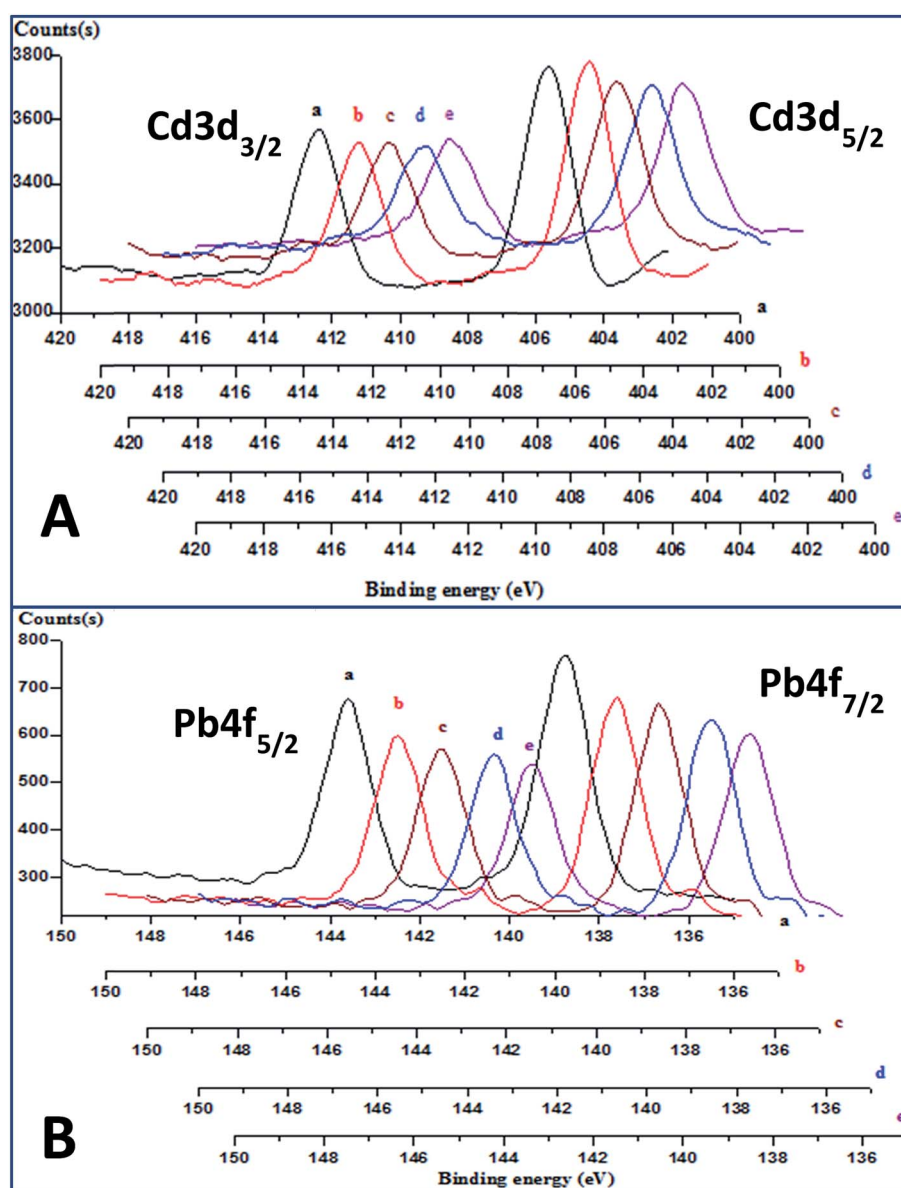 Counts(s)
3800
3600
3400
3200
3000
Cd3d3/2
a b c d e
Cd3d5/2
420 418 416 414 412 410 408 406 404 402 400 a
420 418 416 414 412 410 408 406 404 402 400 b
420 418 416 414 412 410 408 406 404 402 400 c
420 418 416 414 412 410 408 406 404 402 400 d
420 418 416 414 412 410 408 406 404 402 400 e
A
Binding energy (eV)
Counts(s)
800
700
600
500
400
300
Pb4f5/2
a b c d e
Pb4f7/2
150 148 146 144 142 140 138 136 a
150 148 146 144 142 140 138 136 b
150 148 146 144 142 140 138 136 c
150 148 146 144 142 140 138 136 d
150 148 146 144 142 140 138 136 e
B
Binding energy (eV)